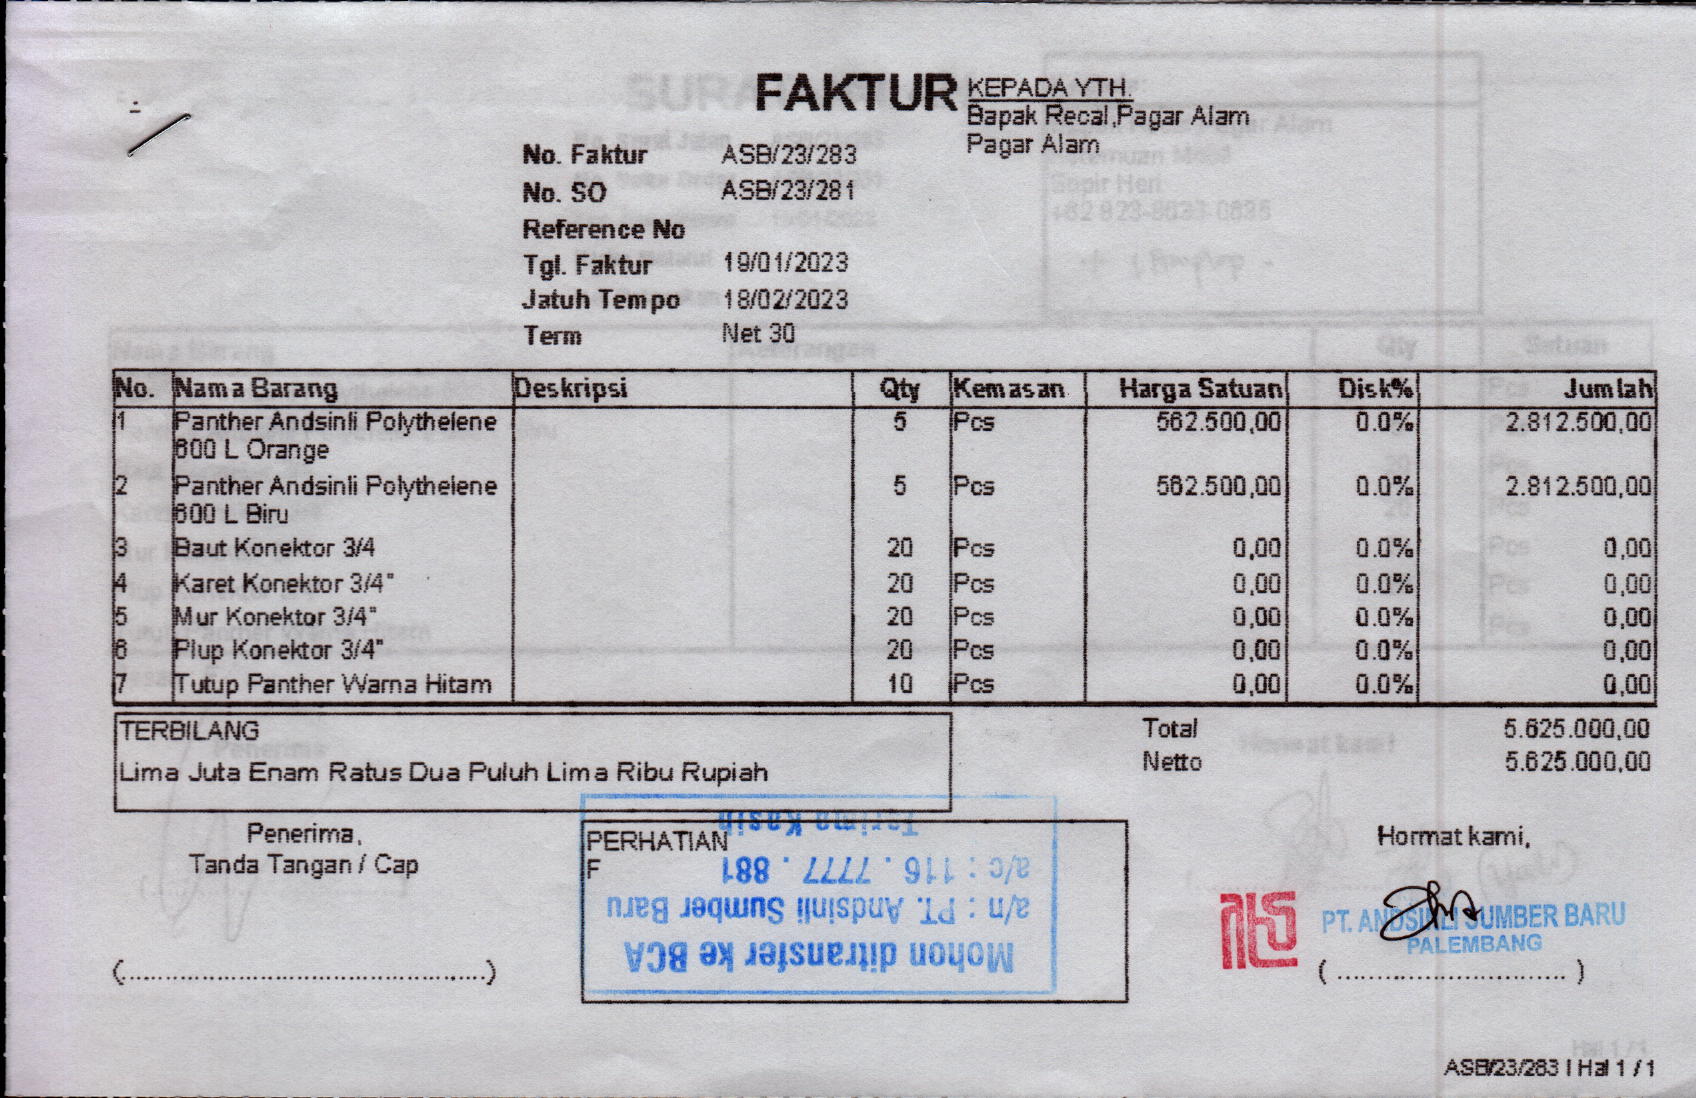 FAKTUR
KEPADA YTH.
Bapak Recal,Pagar Alam
Pagar Alam
No. Faktur ASB/23/283
No. SO ASB/23/281
Reference No
Tgl. Faktur 19/01/2023
Jatuh Tempo 18/02/2023
Term Net 30
No. Nama Barang Deskripsi Qty Kemasan Harga Satuan Disk% Jumlah
1 Panther Andsinli Polythelene 5 Pcs 562.500,00 0.0% 2.812.500,00
600 L Orange
2 Panther Andsinli Polythelene 5 Pcs 562.500,00 0.0% 2.812.500,00
600 L Biru
3 Baut Konektor 3/4 20 Pcs 0,00 0.0% 0,00
4 Karet Konektor 3/4" 20 Pcs 0,00 0.0% 0,00
5 Mur Konektor 3/4" 20 Pcs 0,00 0.0% 0,00
6 Plup Konektor 3/4" 20 Pcs 0,00 0.0% 0,00
7 Tutup Panther Warna Hitam 10 Pcs 0,00 0.0% 0,00
TERBILANG
Lima Juta Enam Ratus Dua Puluh Lima Ribu Rupiah
Total 5.625.000,00
Netto 5.625.000,00
Penerima,
Tanda Tangan / Cap
(......................................)
PERHATIAN
F
Mohon ditransfer ke BCA
a/n : PT. Andsinli Sumber Baru
a/c : 116 . 7777 . 881
Terima Kasih
Hormat kami,
PT. ANDSINLI SUMBER BARU
PALEMBANG
( ............................ )
ASB/23/283 | Hal 1 / 1